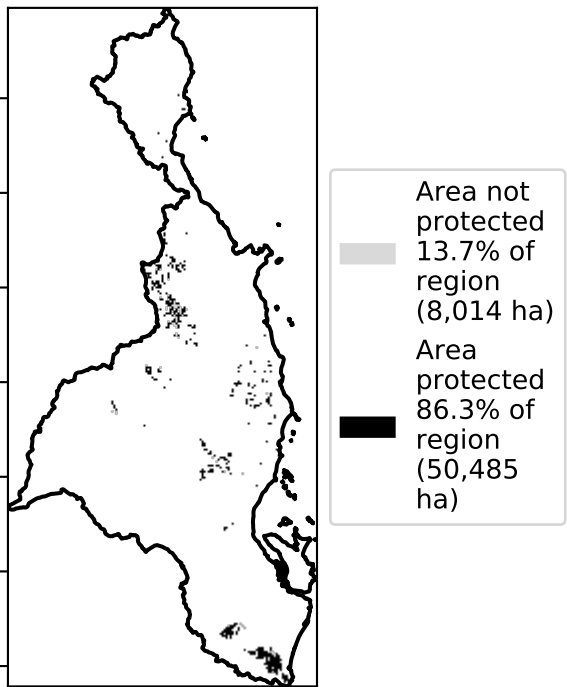 Area not
protected
13.7% of
region
(8,014 ha)
Area
protected
86.3% of
region
(50,485
ha)